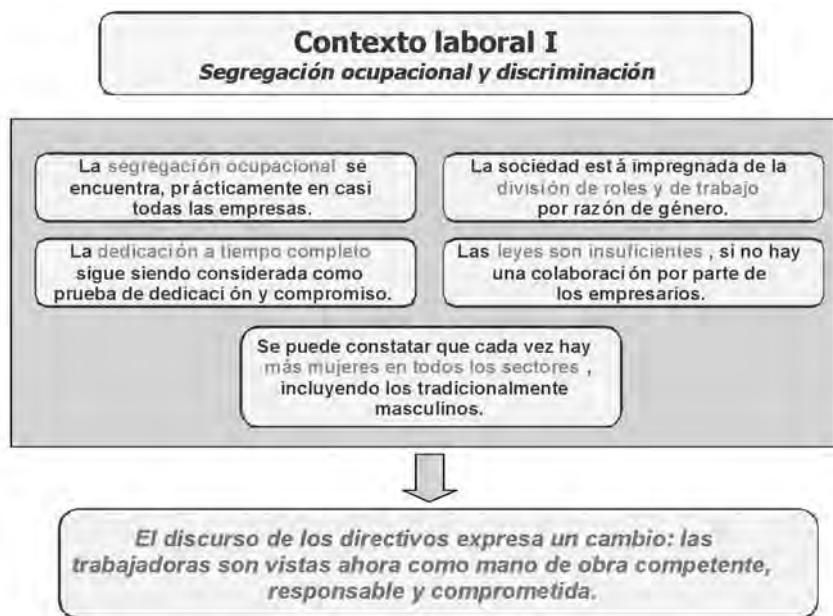 Contexto laboral I
Segregación ocupacional y discriminación
La segregación ocupacional se
encuentra, prácticamente en casi
todas las empresas.
La sociedad está impregnada de la
división de roles y de trabajo
por razón de género.
La dedicación a tiempo completo
sigue siendo considerada como
prueba de dedicación y compromiso.
Las leyes son insuficientes , si no hay
una colaboración por parte de
los empresarios.
Se puede constatar que cada vez hay
más mujeres en todos los sectores ,
incluyendo los tradicionalmente
masculinos.
El discurso de los directivos expresa un cambio: las
trabajadoras son vistas ahora como mano de obra competente,
responsable y comprometida.